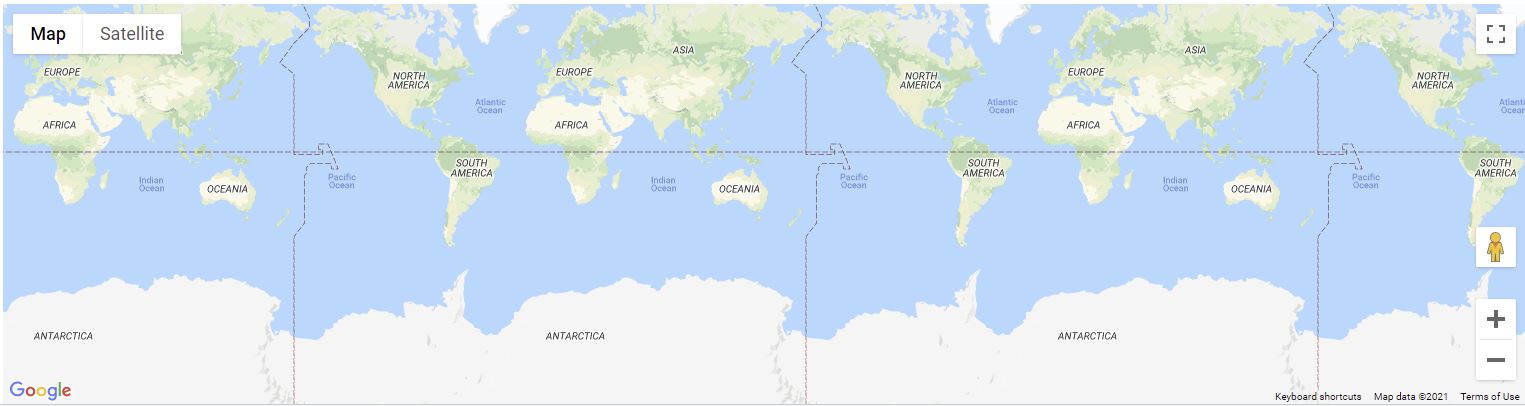 Map
Satellite
ASIA
ASIA
EUROPE
NORTH
AMERICA
EUROPE
NORTH
AMERICA
EUROPE
NORTH
AMERICA
Atlantic
Ocean
Atlantic
Ocean
Atlantic
Ocean
AFRICA
AFRICA
AFRICA
SOUTH
AMERICA
SOUTH
AMERICA
SOUTH
AMERICA
Indian
Ocean
OCEANIA
Pacific
Ocean
Indian
Ocean
OCEANIA
Pacific
Ocean
Indian
Ocean
OCEANIA
Pacific
Ocean
ANTARCTICA
ANTARCTICA
ANTARCTICA
Google
Keyboard shortcuts
Map data ©2021
Terms of Use